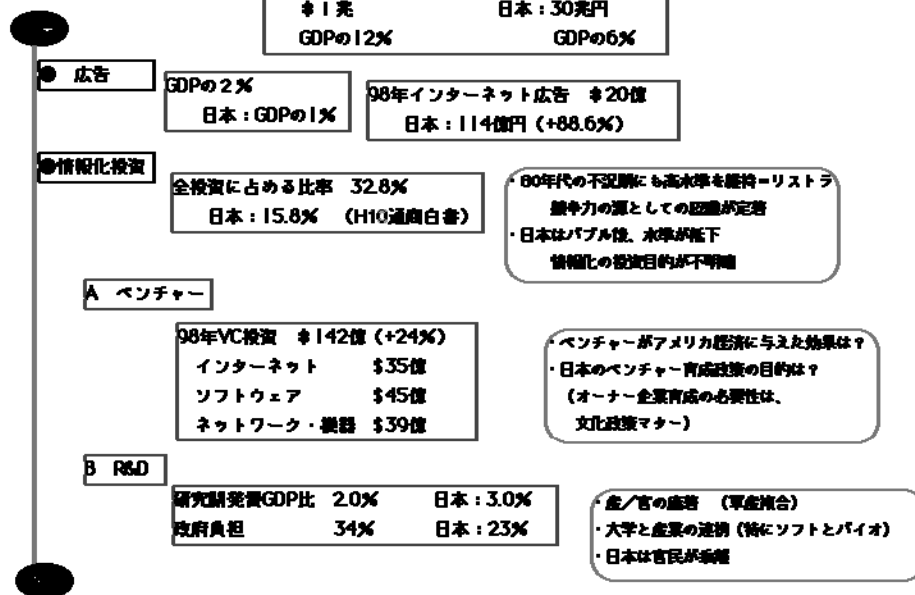 $1兆 日本：30兆円
GDPの12% GDPの6%
● 広告
GDPの2%
日本：GDPの1%
98年インターネット広告 $20億
日本：114億円（+88.6%）
●情報化投資
全投資に占める比率 32.8%
日本：15.8% （H10通商白書）
・80年代の不況期にも高水準を維持＝リストラ
競争力の源としての認識が定着
・日本はバブル後、水準が低下
情報化の投資目的が不明確
A ベンチャー
98年VC投資 $142億（+24%）
インターネット $35億
ソフトウェア $45億
ネットワーク・機器 $39億
・ベンチャーがアメリカ経済に与えた効果は？
・日本のベンチャー育成政策の目的は？
（オーナー企業育成の必要性は、
文化政策マター）
B R&D
研究開発費GDP比 2.0% 日本：3.0%
政府負担 34% 日本：23%
・産／官の密着 （軍産複合）
・大学と産業の連携（特にソフトとバイオ）
・日本は官民が乖離